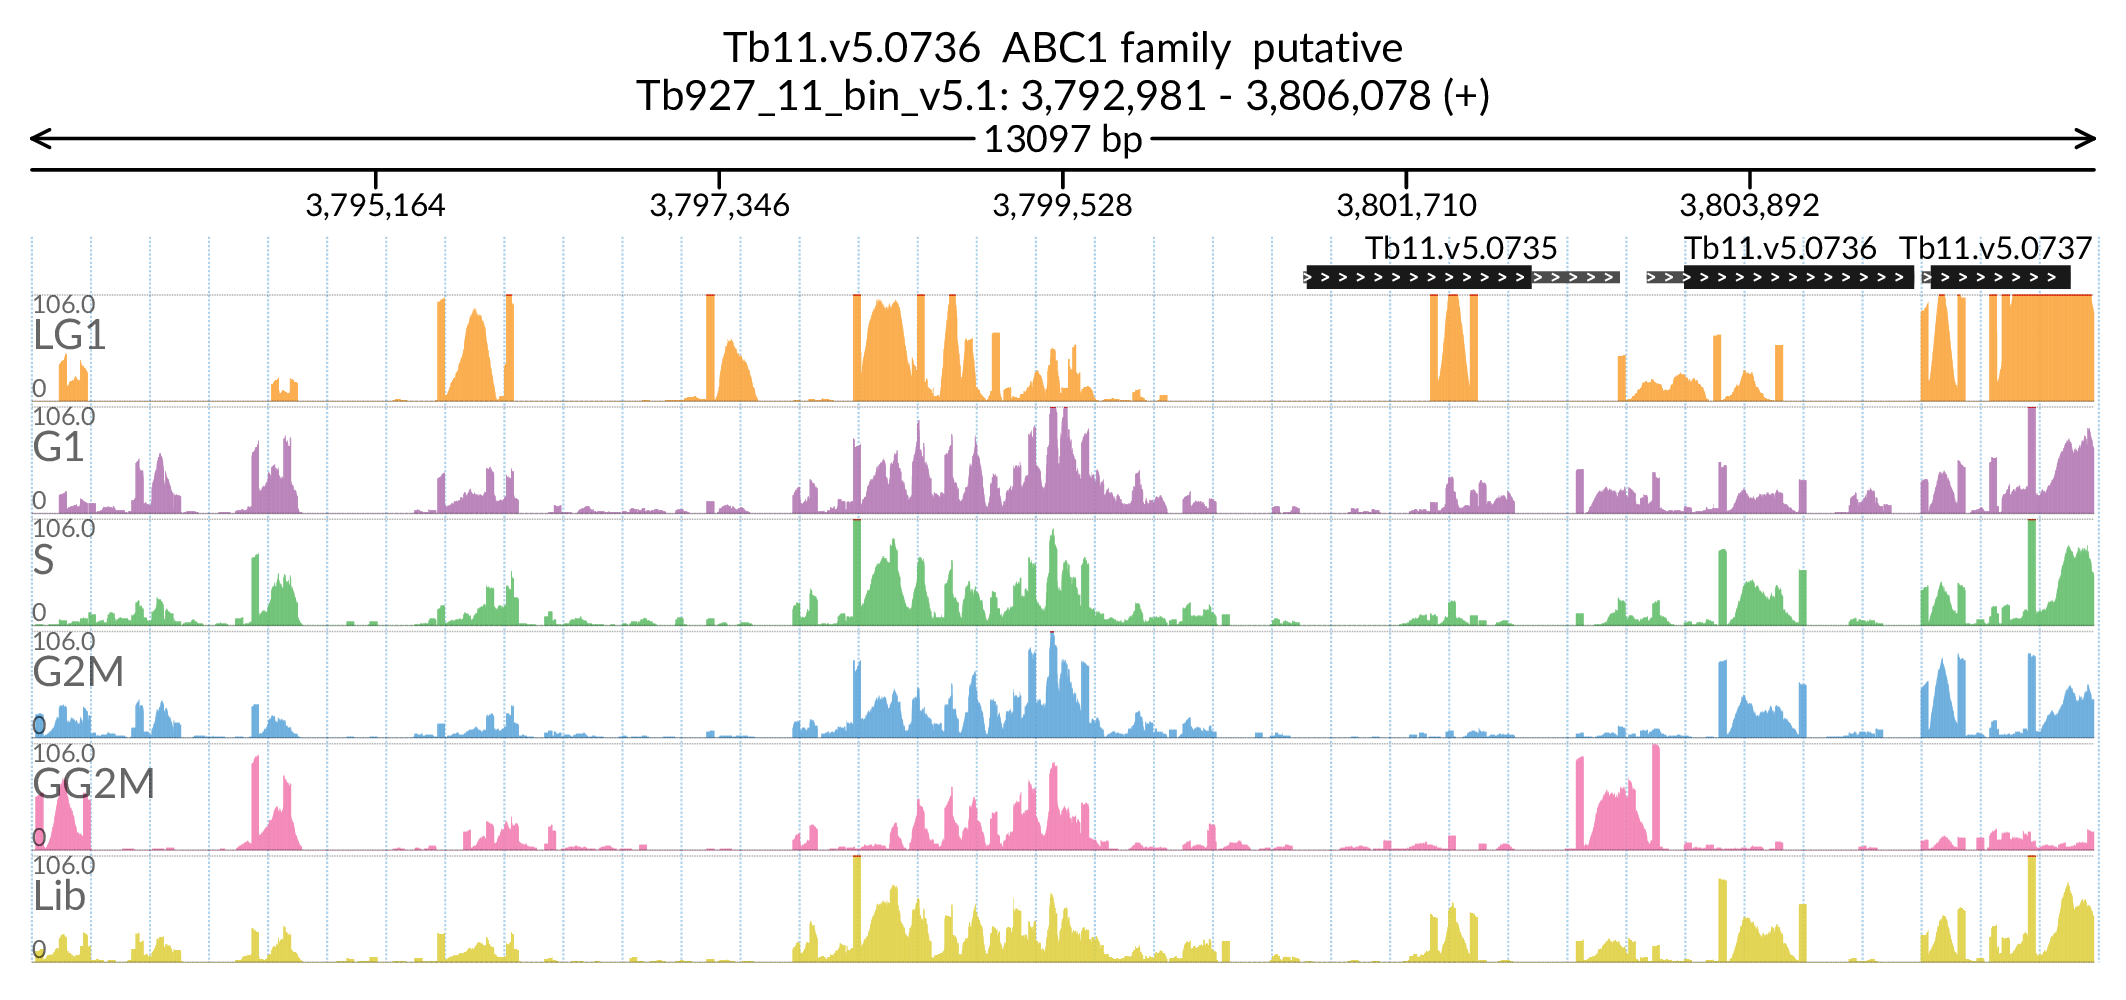 Tb11.v5.0736 ABC1 family putative
Tb927_11_bin_v5.1: 3,792,981 - 3,806,078 (+)
13097 bp
3,795,164 3,797,346 3,799,528 3,801,710 3,803,892
Tb11.v5.0735 Tb11.v5.0736 Tb11.v5.0737
106.0
LG1
0
106.0
G1
0
106.0
S
0
106.0
G2M
0
106.0
GG2M
0
106.0
Lib
0